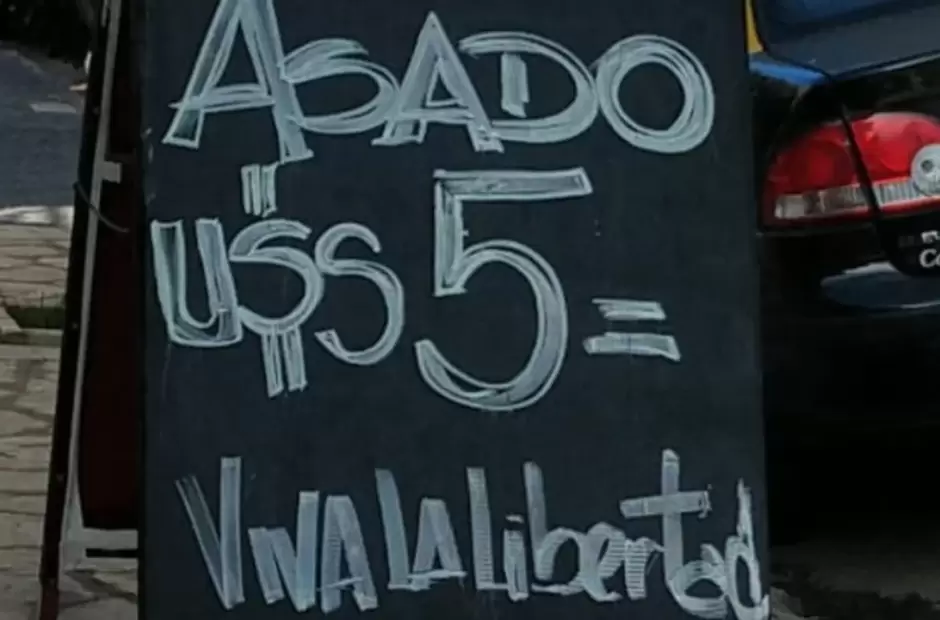 ASADO
U$S 5=
VIVA LA Libertad